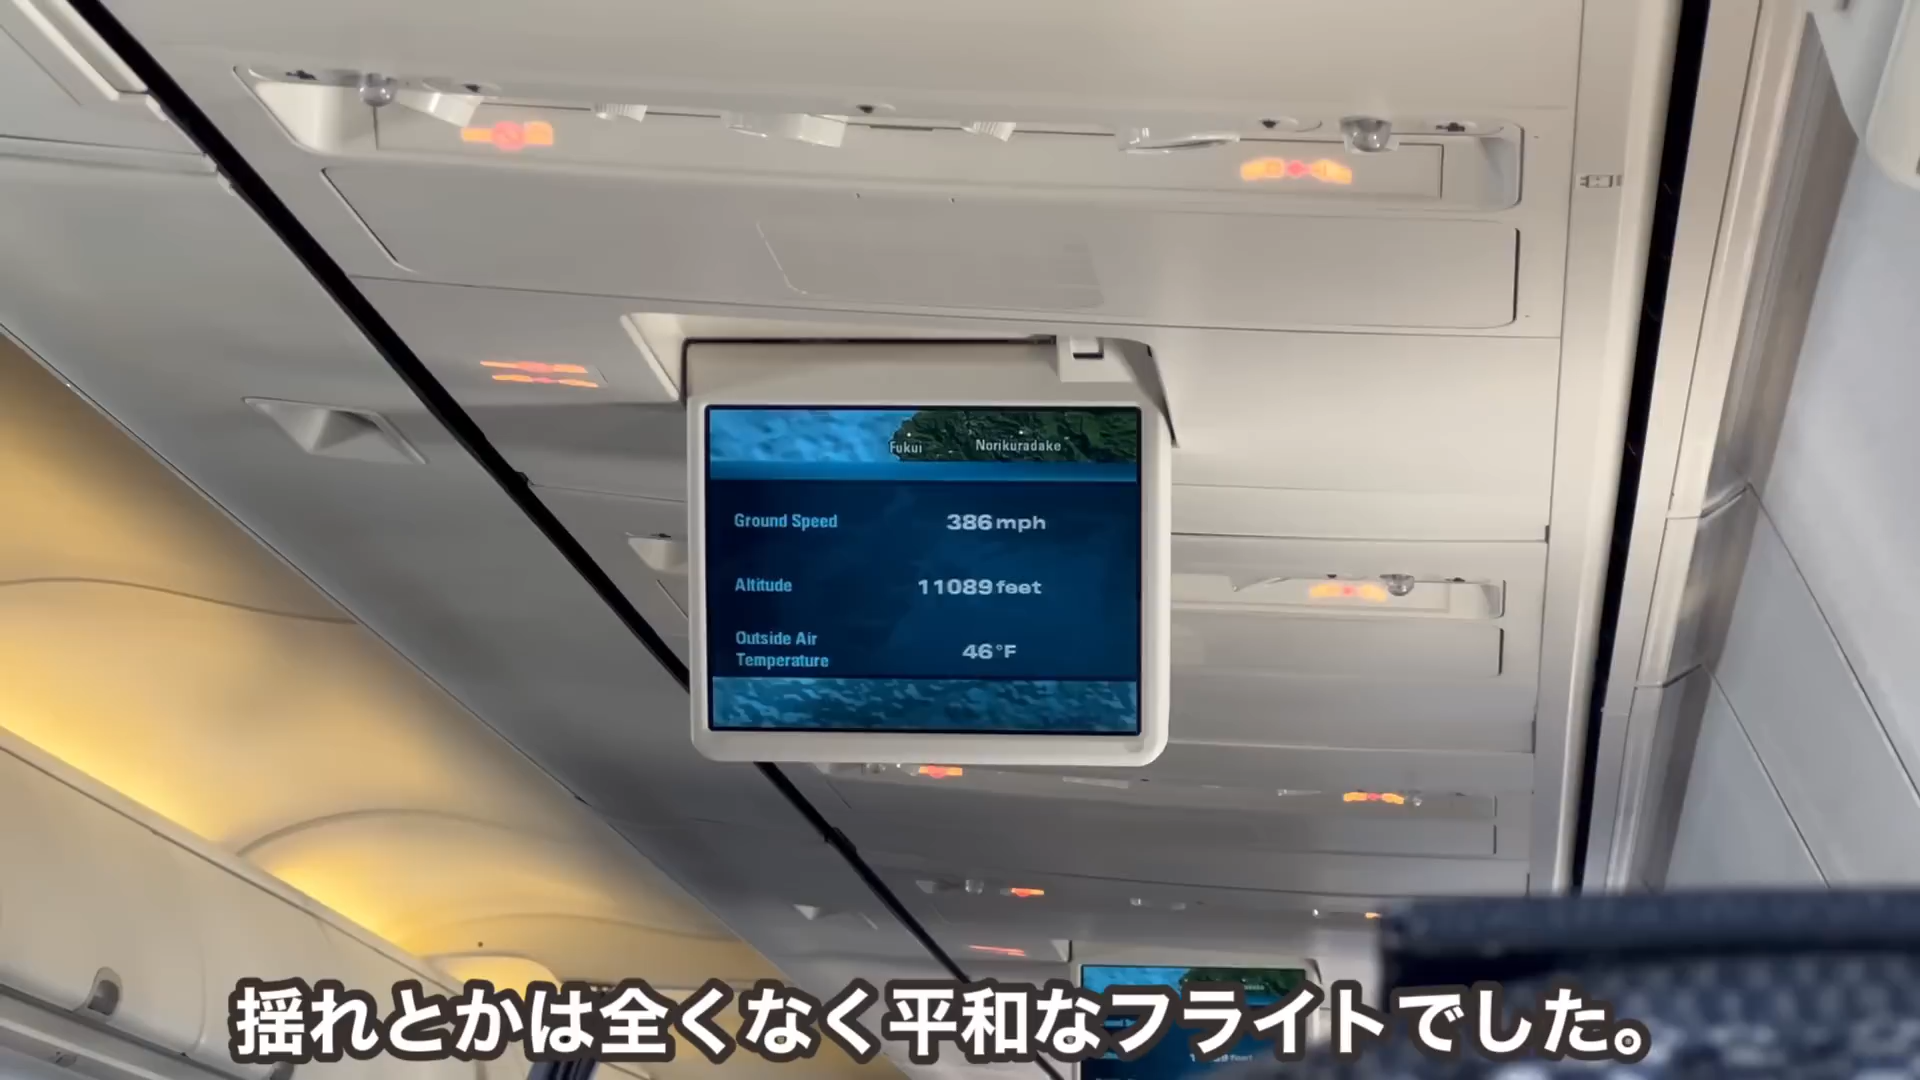 Fukui
Norikuradake
Ground Speed 386 mph
Altitude 11089 feet
Outside Air
Temperature 46°F
揺れとかは全くなく平和なフライトでした。